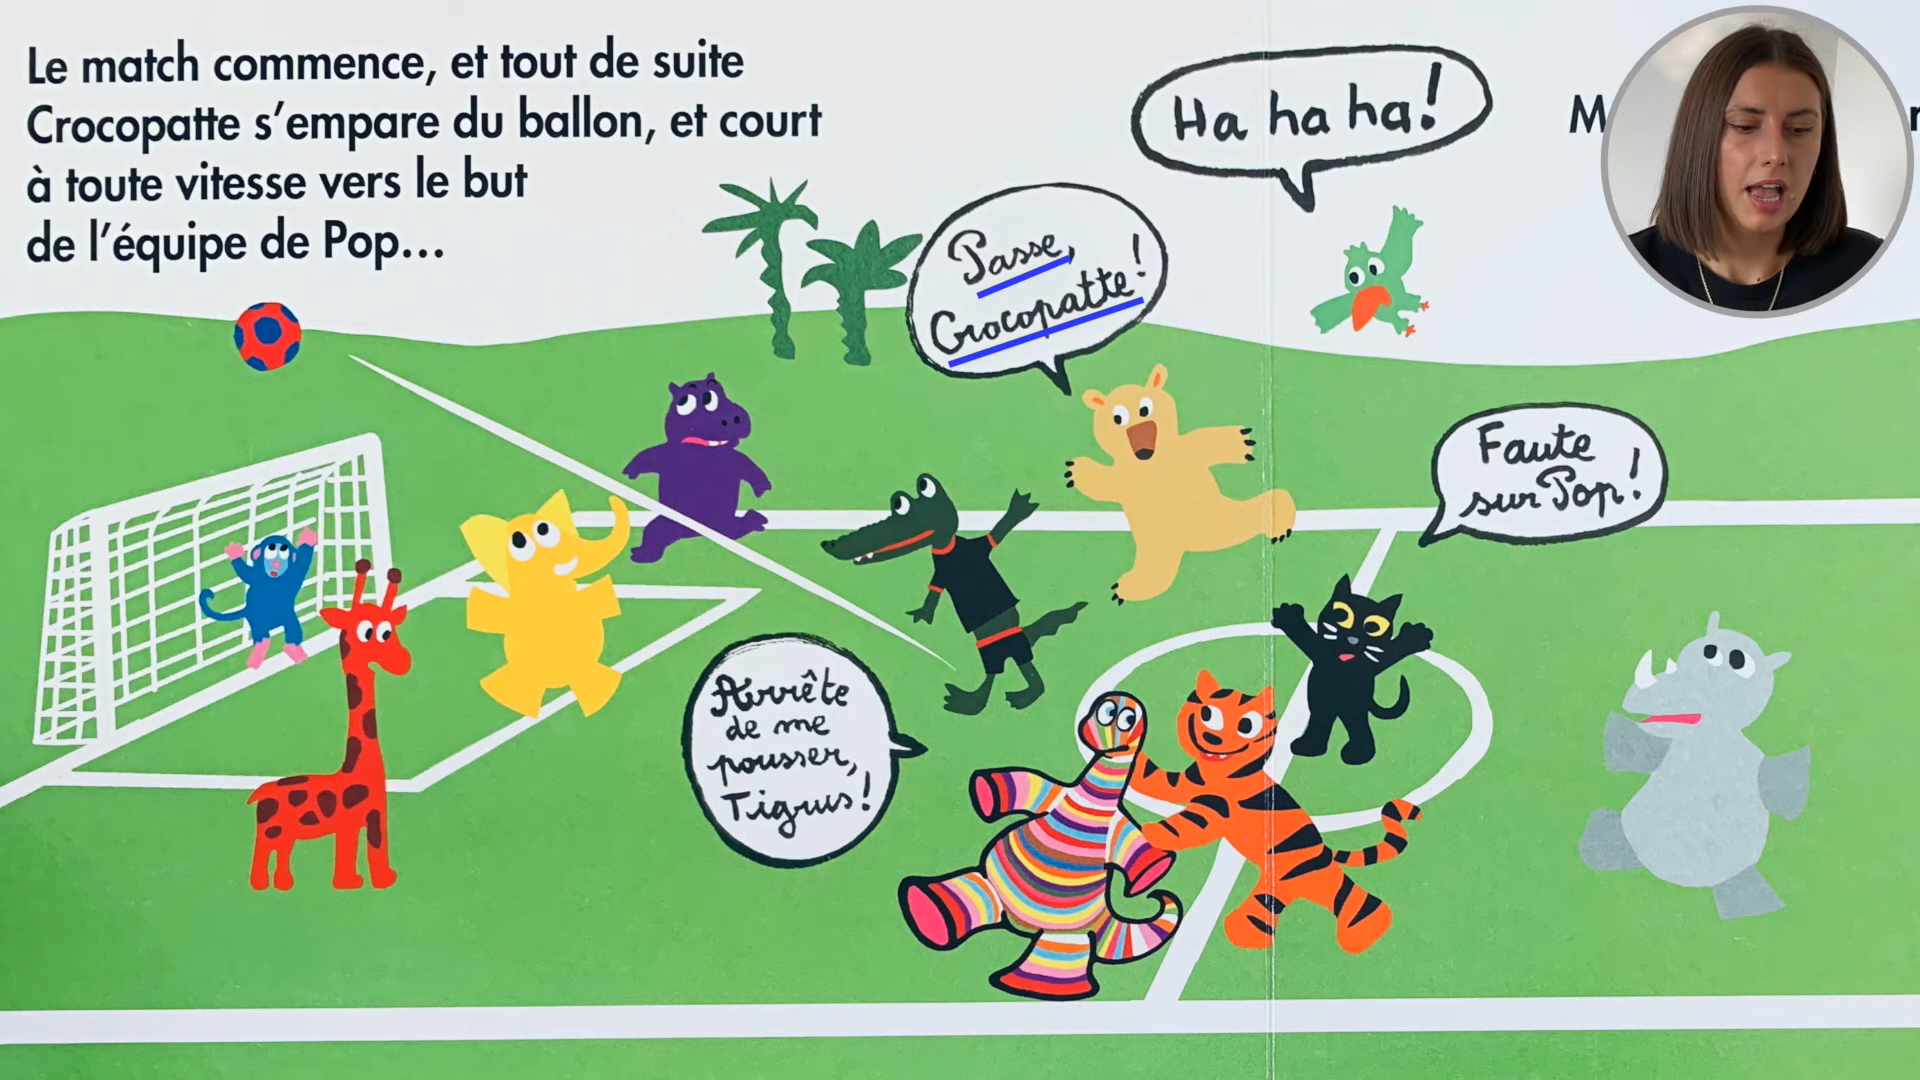 Le match commence, et tout de suite
Crocopatte s'empare du ballon, et court
à toute vitesse vers le but
de l'équipe de Pop...
Ha ha ha!
Passe,
Crocopatte!
Faute
sur Pop!
Arrête
de me
pousser,
Tigrus!